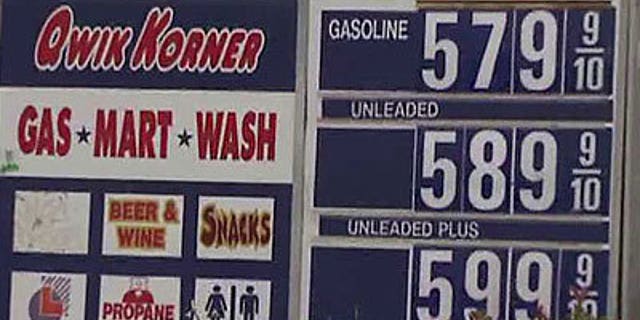 Qwik Korner
GAS ★ MART ★ WASH
BEER &
WINE
SNACKS
PROPANE
GASOLINE 579 9/10
UNLEADED
589 9/10
UNLEADED PLUS
599 9/10